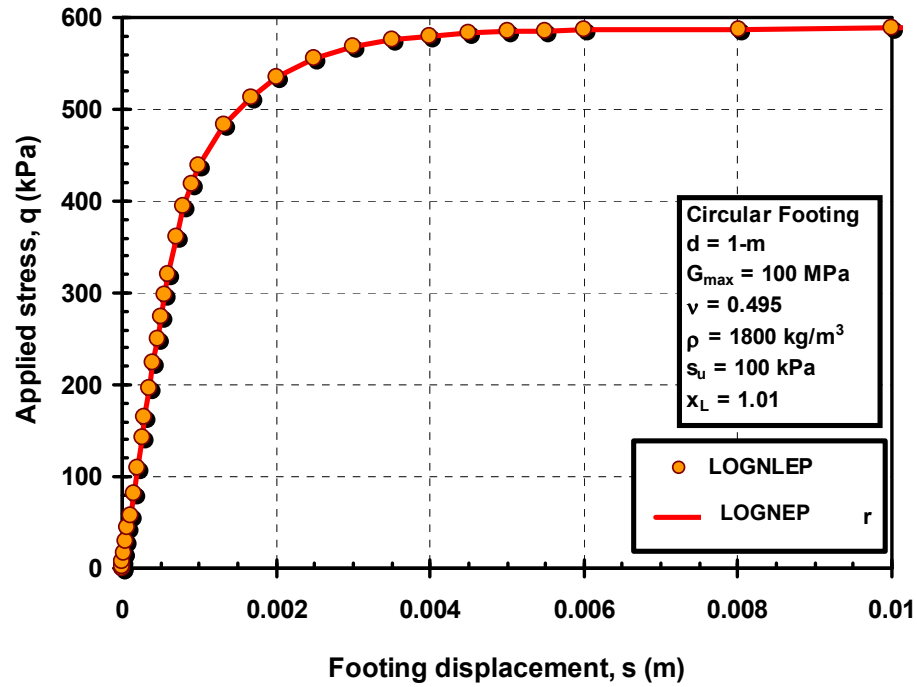 600
500
400
300
200
100
0
Applied stress, q (kPa)
Circular Footing
d = 1-m
Gmax = 100 MPa
ν = 0.495
ρ = 1800 kg/m³
su = 100 kPa
xL = 1.01
LOGNLEP
LOGNEP r
0 0.002 0.004 0.006 0.008 0.01
Footing displacement, s (m)